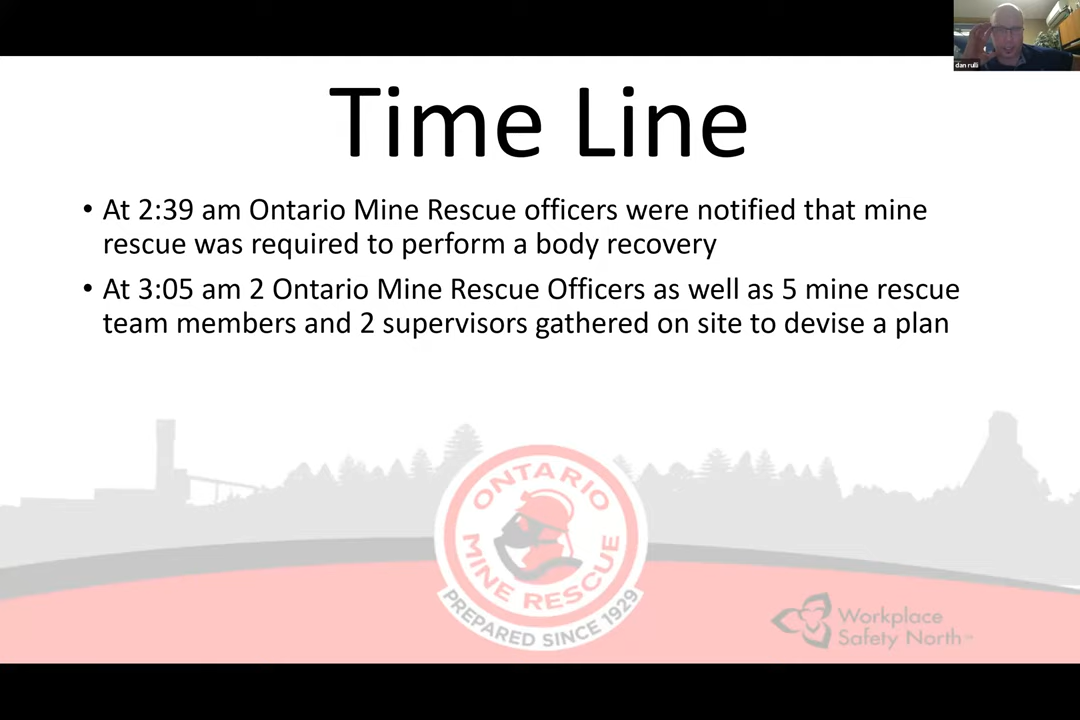 dan rulli
Time Line
• At 2:39 am Ontario Mine Rescue officers were notified that mine
rescue was required to perform a body recovery
• At 3:05 am 2 Ontario Mine Rescue Officers as well as 5 mine rescue
team members and 2 supervisors gathered on site to devise a plan
ONTARIO
MINE RESCUE
PREPARED SINCE 1929
Workplace
Safety North™